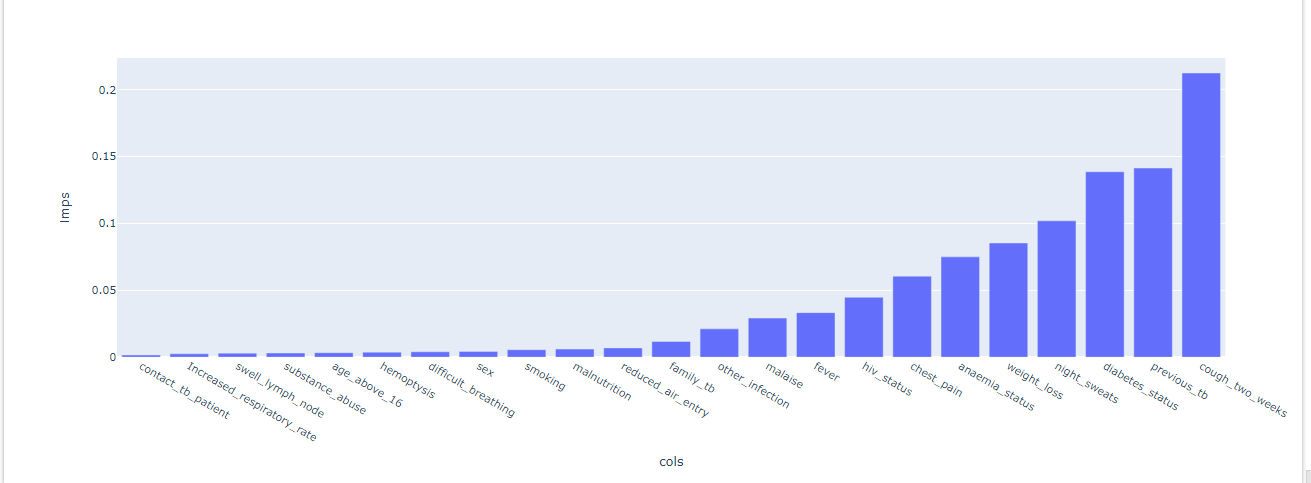 0.2
0.15
0.1
0.05
0
Imps
contact_tb_patient
Increased_respiratory_rate
swell_lymph_node
substance_abuse
age_above_16
hemoptysis
difficult_breathing
sex
smoking
malnutrition
reduced_air_entry
family_tb
other_infection
malaise
fever
hiv_status
chest_pain
anaemia_status
weight_loss
night_sweats
diabetes_status
previous_tb
cough_two_weeks
cols